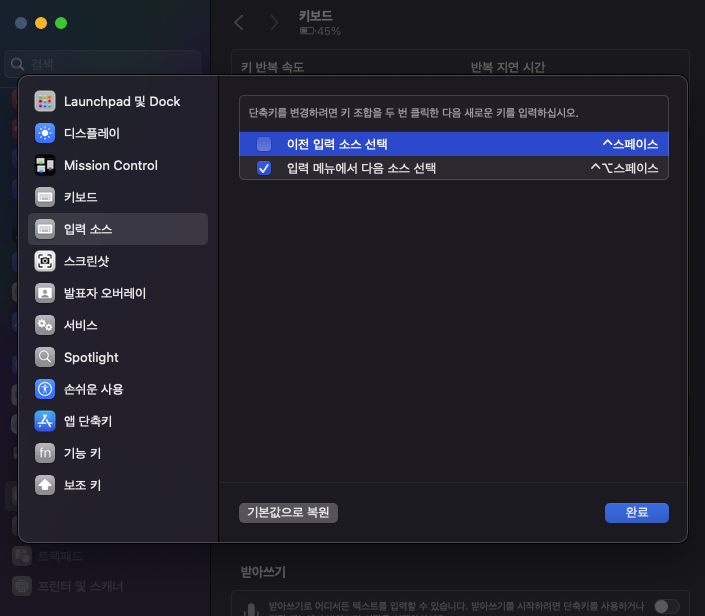 키보드
45%
검색
키 반복 속도
반복 지연 시간
Launchpad 및 Dock
디스플레이
Mission Control
키보드
입력 소스
스크린샷
발표자 오버레이
서비스
Spotlight
손쉬운 사용
앱 단축키
fn 기능 키
보조 키
단축키를 변경하려면 키 조합을 두 번 클릭한 다음 새로운 키를 입력하십시오.
이전 입력 소스 선택 ^스페이스
입력 메뉴에서 다음 소스 선택 ^⌥스페이스
기본값으로 복원
완료
트랙패드
프린터 및 스캐너
받아쓰기
받아쓰기로 어디서든 텍스트를 입력할 수 있습니다. 받아쓰기를 시작하려면 단축키를 사용하거나